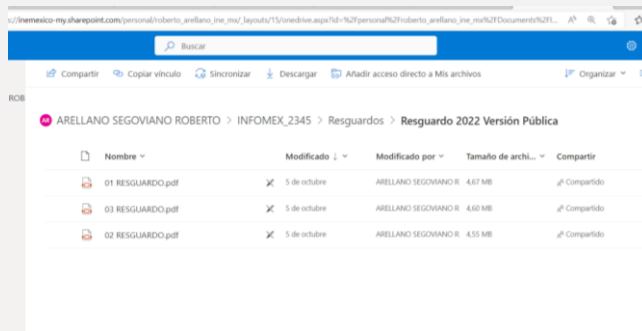 s://inemexico-my.sharepoint.com/personal/roberto_arellano_ine_mx/_layouts/15/onedrive.aspx?id=%2Fpersonal%2Froberto_arellano_ine_mx%2FDocuments%2FI...
Buscar
Compartir Copiar vínculo Sincronizar Descargar Añadir acceso directo a Mis archivos Organizar
ROB
AR ARELLANO SEGOVIANO ROBERTO > INFOMEX_2345 > Resguardos > Resguardo 2022 Versión Pública
Nombre Modificado ↓ Modificado por Tamaño de archi... Compartir
01 RESGUARDO.pdf 5 de octubre ARELLANO SEGOVIANO R 4,67 MB Compartido
03 RESGUARDO.pdf 5 de octubre ARELLANO SEGOVIANO R 4,60 MB Compartido
02 RESGUARDO.pdf 5 de octubre ARELLANO SEGOVIANO R 4,55 MB Compartido